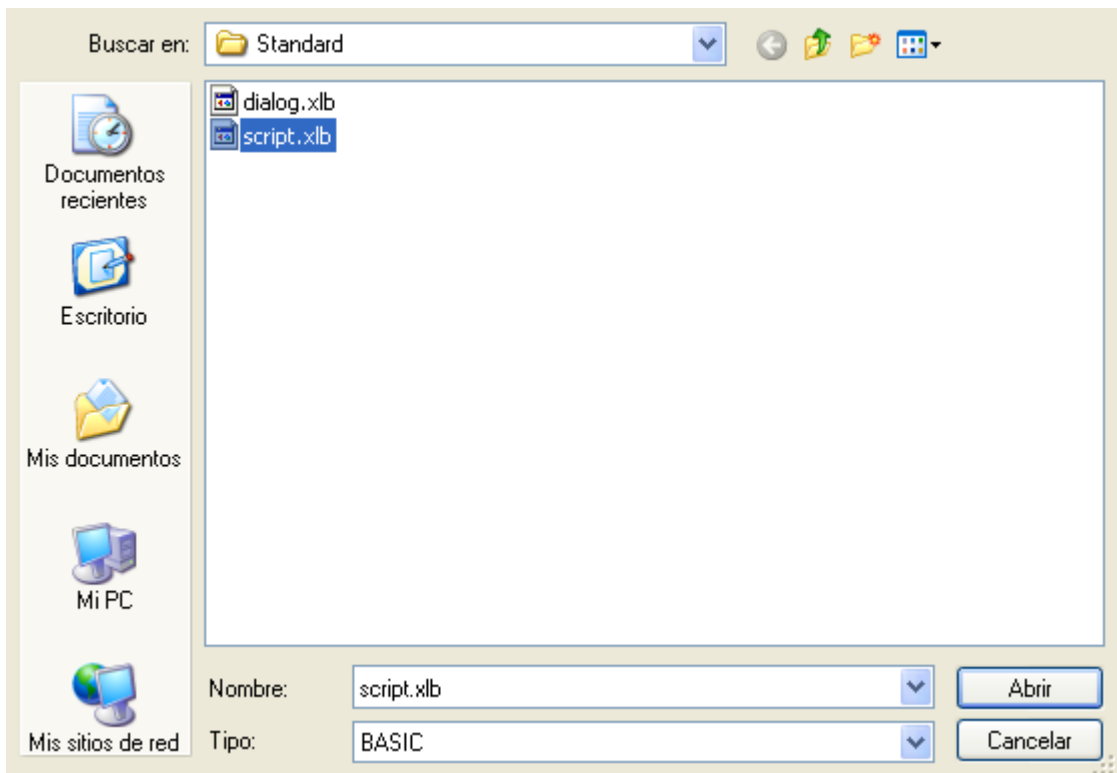 Buscar en:
Standard
Documentos
recientes
Escritorio
Mis documentos
Mi PC
Mis sitios de red
dialog.xlb
script.xlb
Nombre:
script.xlb
Abrir
Tipo:
BASIC
Cancelar